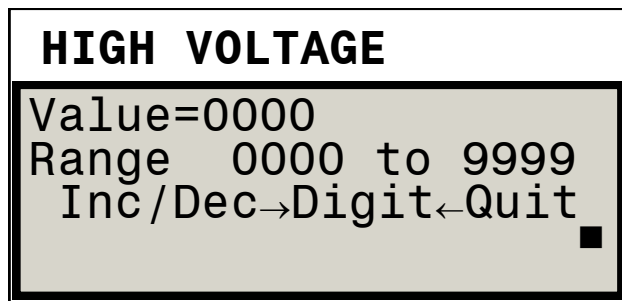 HIGH VOLTAGE
Value=0000
Range  0000 to 9999
Inc/Dec→Digit←Quit